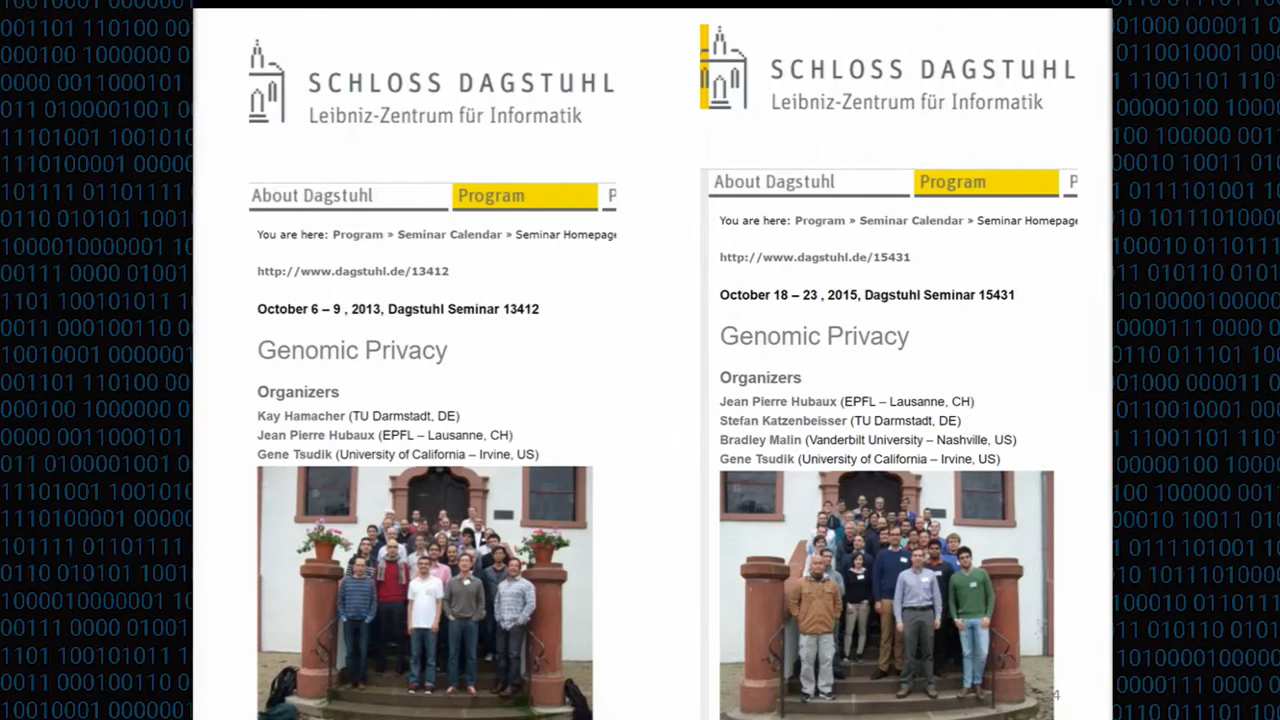 SCHLOSS DAGSTUHL
Leibniz-Zentrum für Informatik
About Dagstuhl
Program
P
You are here: Program » Seminar Calendar » Seminar Homepage
http://www.dagstuhl.de/13412
October 6 – 9 , 2013, Dagstuhl Seminar 13412
Genomic Privacy
Organizers
Kay Hamacher (TU Darmstadt, DE)
Jean Pierre Hubaux (EPFL – Lausanne, CH)
Gene Tsudik (University of California – Irvine, US)
SCHLOSS DAGSTUHL
Leibniz-Zentrum für Informatik
About Dagstuhl
Program
P
You are here: Program » Seminar Calendar » Seminar Homepage
http://www.dagstuhl.de/15431
October 18 – 23 , 2015, Dagstuhl Seminar 15431
Genomic Privacy
Organizers
Jean Pierre Hubaux (EPFL – Lausanne, CH)
Stefan Katzenbeisser (TU Darmstadt, DE)
Bradley Malin (Vanderbilt University – Nashville, US)
Gene Tsudik (University of California – Irvine, US)
4